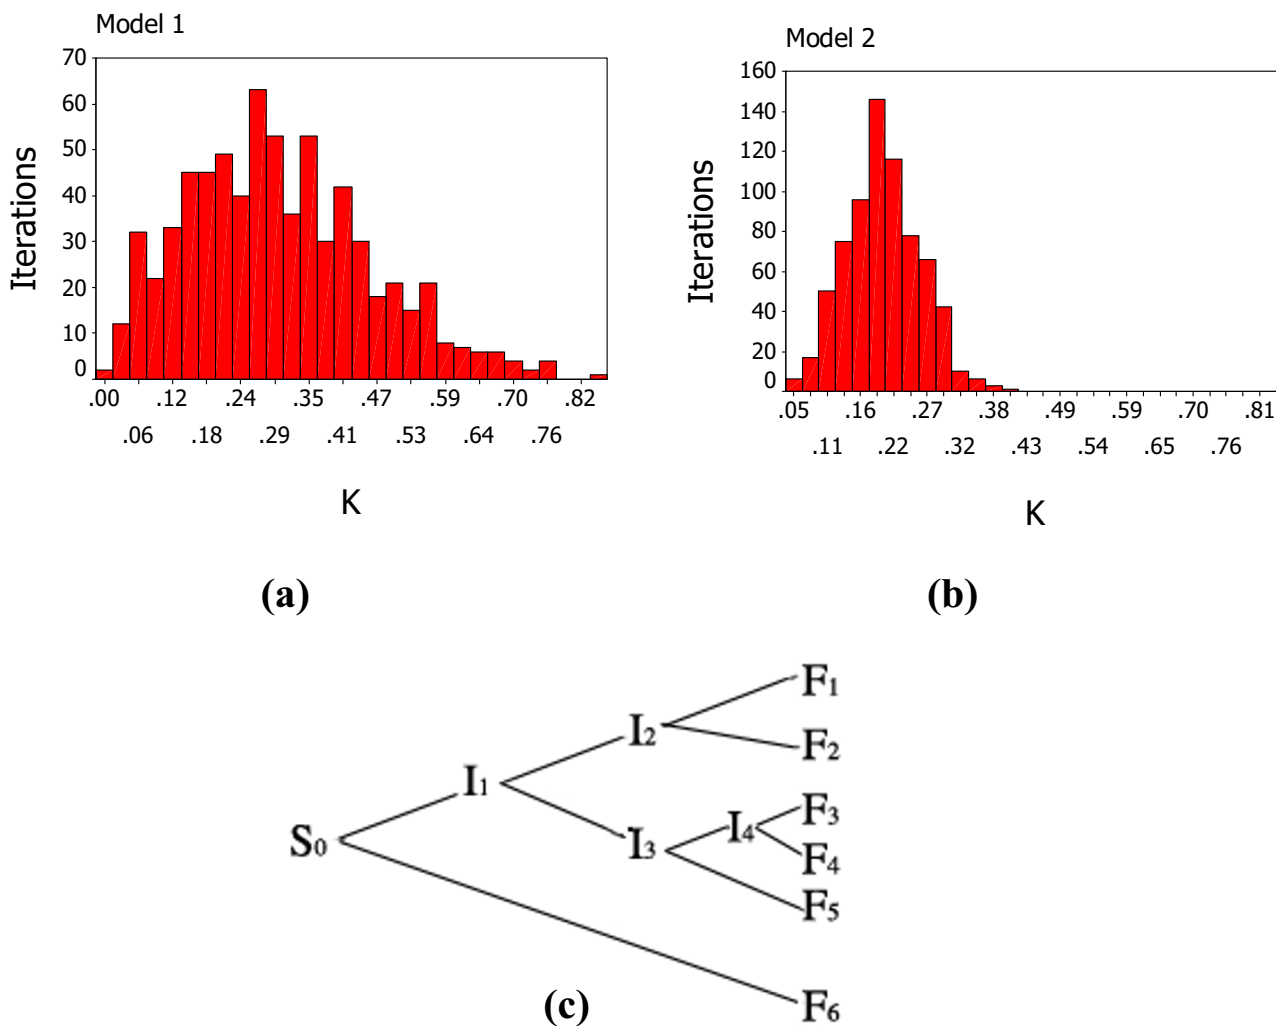 Model 1
70
60
50
40
30
20
10
0
Iterations
.00 .12 .24 .35 .47 .59 .70 .82
.06 .18 .29 .41 .53 .64 .76
K
(a)
Model 2
160
140
120
100
80
60
40
20
0
Iterations
.05 .16 .27 .38 .49 .59 .70 .81
.11 .22 .32 .43 .54 .65 .76
K
(b)
S0
I1
I2
I3
I4
F1
F2
F3
F4
F5
F6
(c)